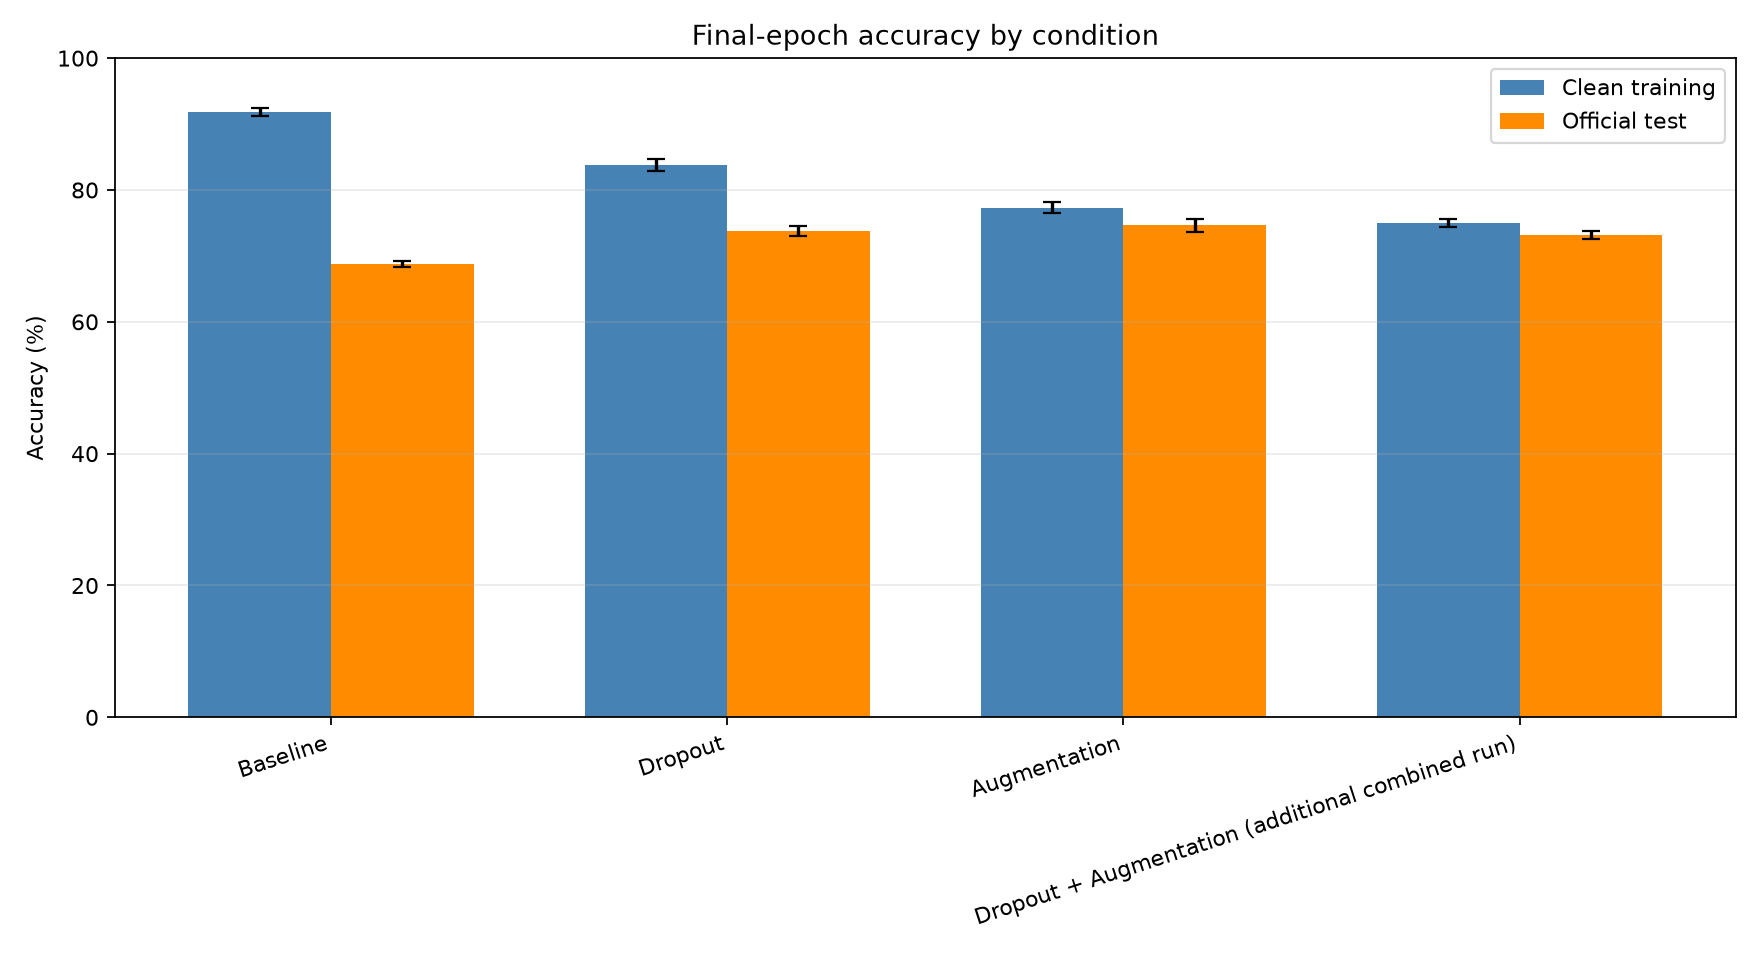 Final-epoch accuracy by condition
Clean training
Official test
Accuracy (%)
100
80
60
40
20
0
Baseline
Dropout
Augmentation
Dropout + Augmentation (additional combined run)